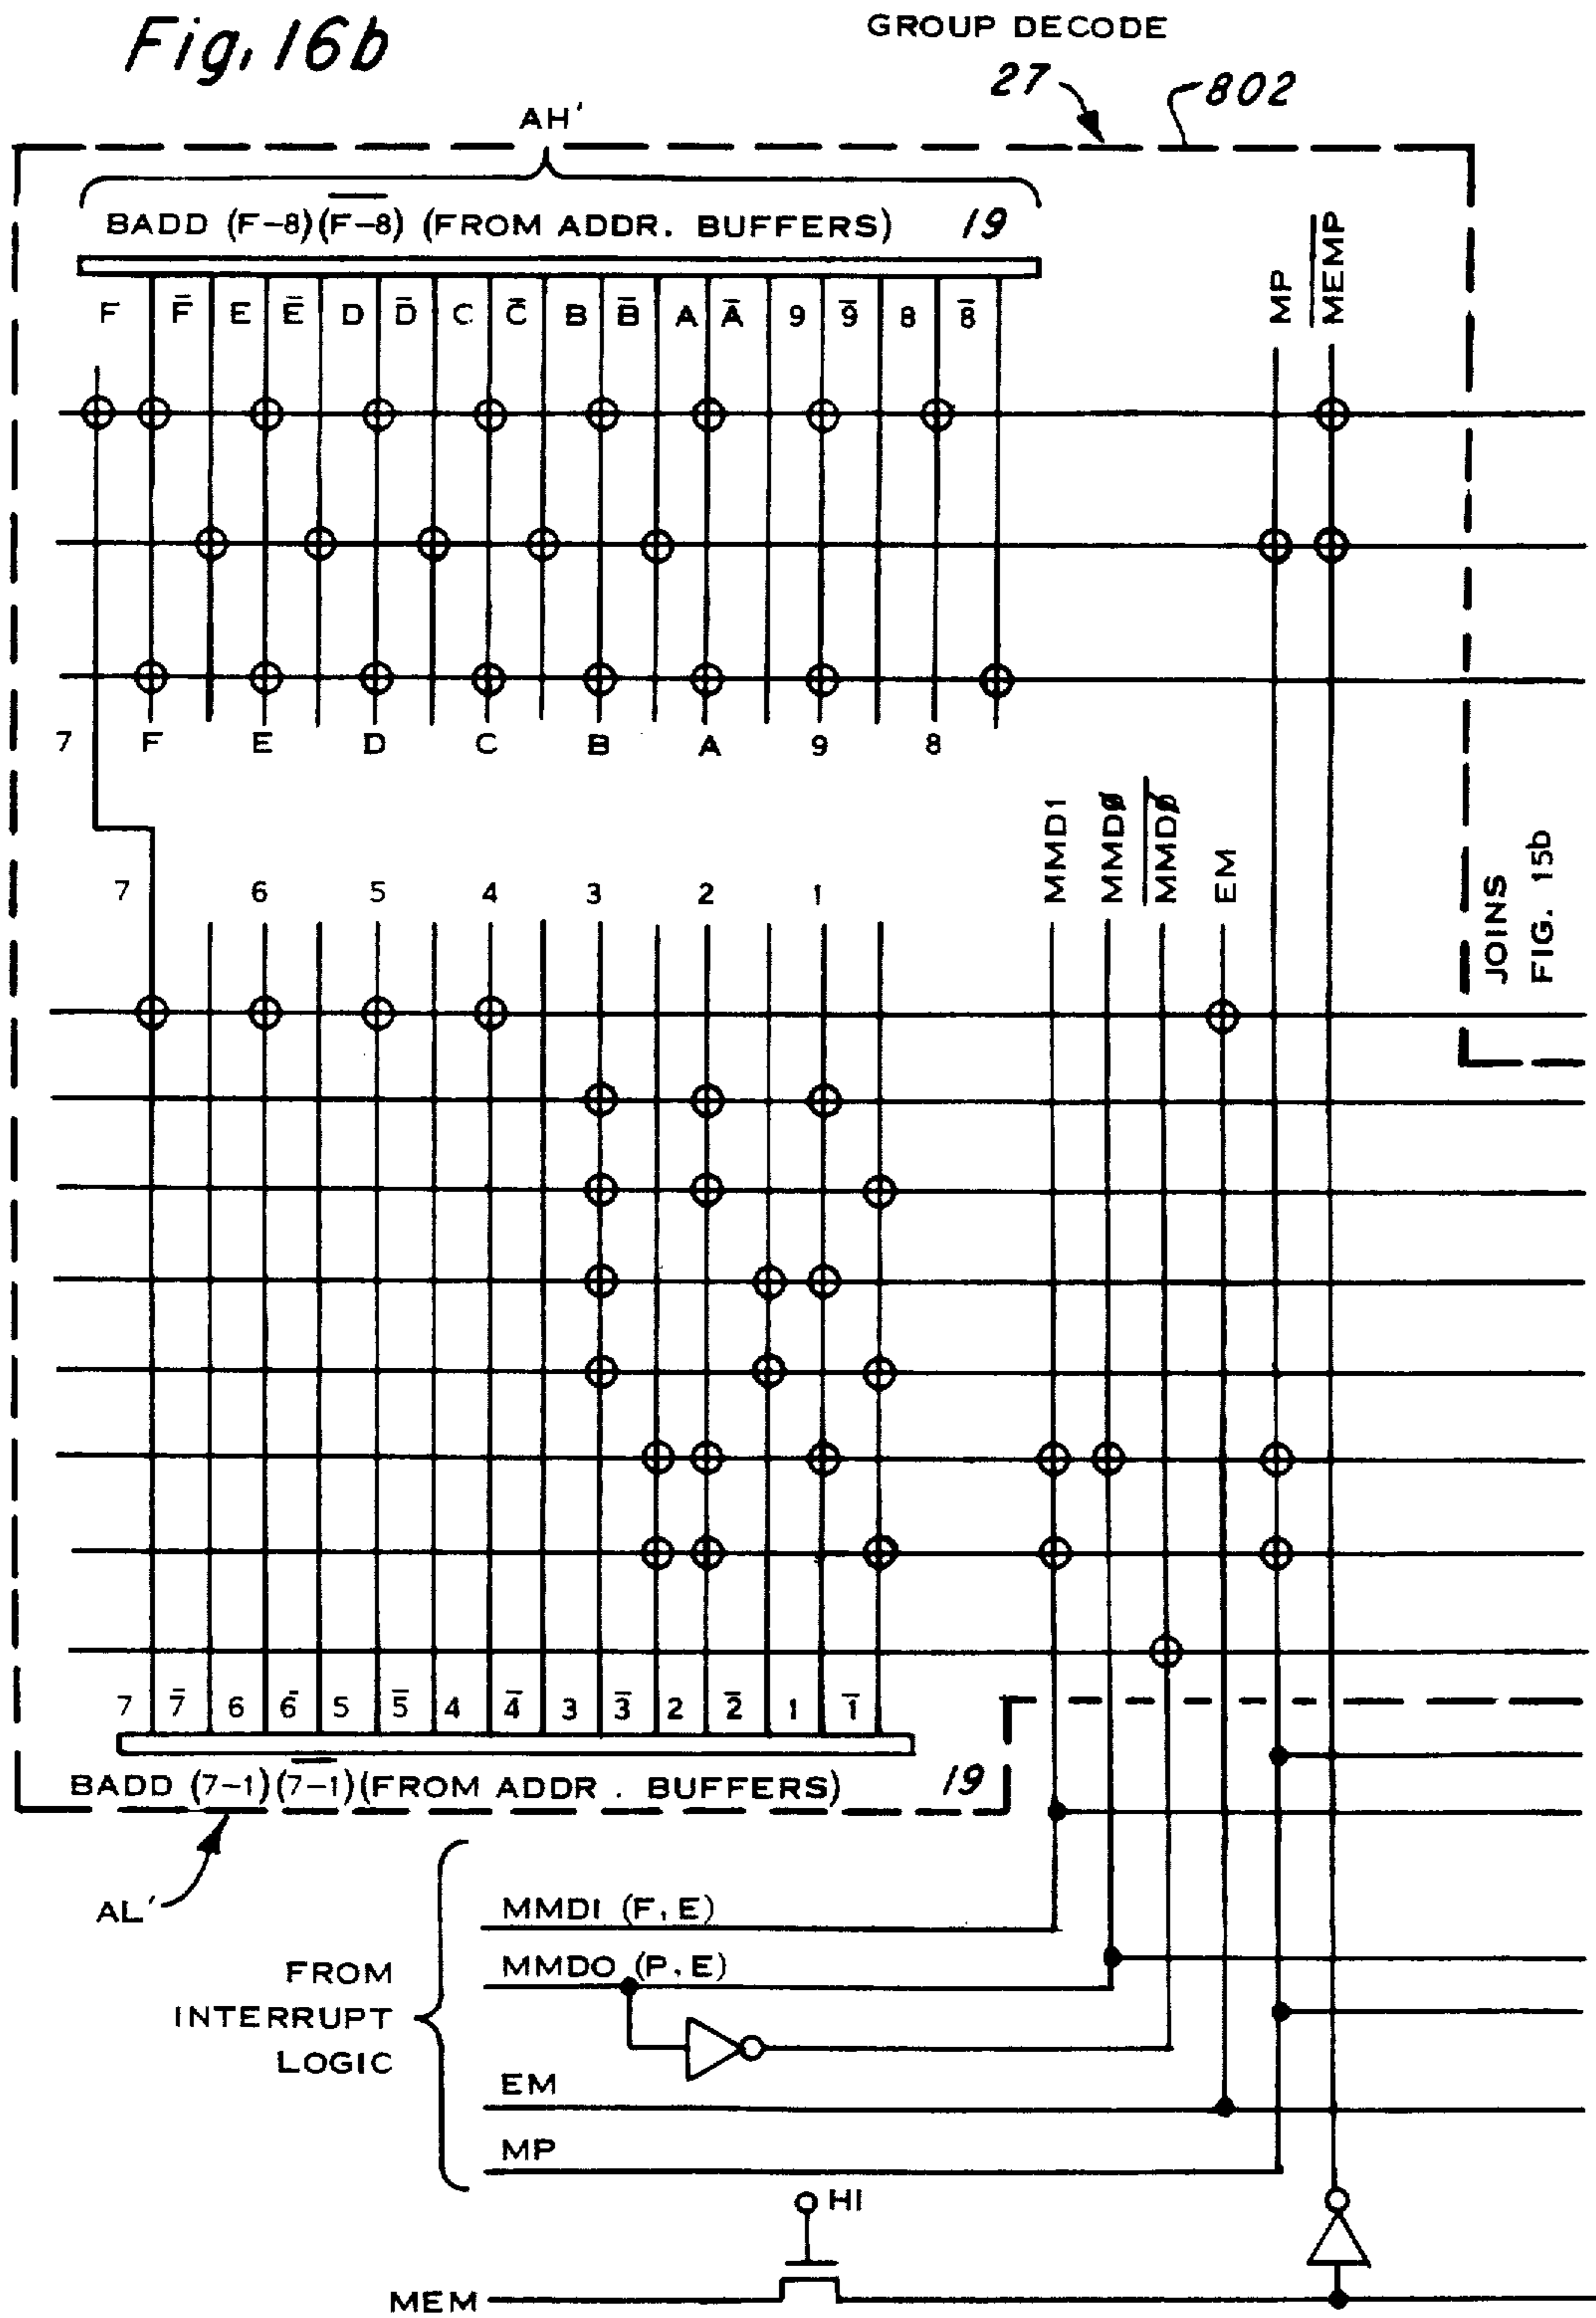 Fig. 16b
GROUP DECODE
27
802
AH'
BADD (F-8)(F̅-̅8̅) (FROM ADDR. BUFFERS) 19
F F̅ E E̅ D D̅ C C̅ B B̅ A A̅ 9 9̅ 8 8̅
MP
M̅E̅M̅P̅
7 F E D C B A 9 8
MMD1
MMDØ
M̅M̅D̅Ø̅
EM
JOINS
FIG. 15b
7 6 5 4 3 2 1
7 7̅ 6 6̅ 5 5̅ 4 4̅ 3 3̅ 2 2̅ 1 1̅
BADD (7-1)(7̅-̅1̅)(FROM ADDR . BUFFERS) 19
AL'
FROM
INTERRUPT
LOGIC
MMDI (F, E)
MMDO (P, E)
EM
MP
HI
MEM